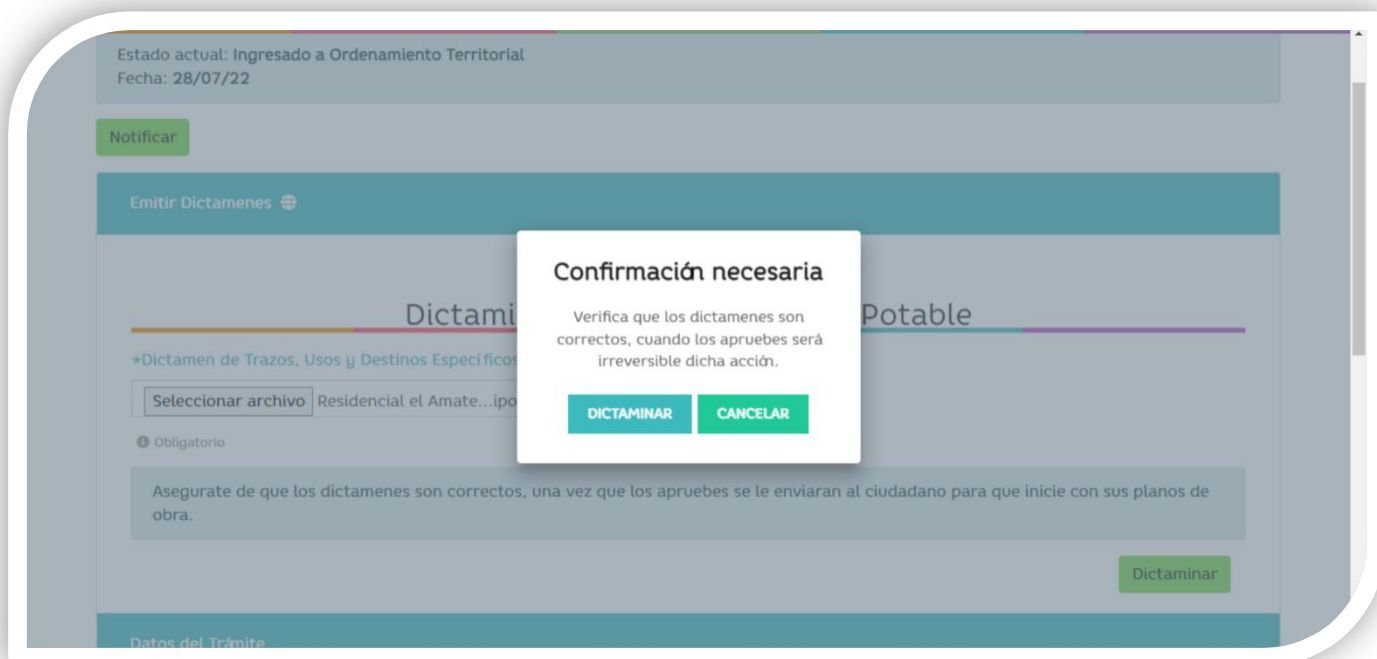 Estado actual: Ingresado a Ordenamiento Territorial
Fecha: 28/07/22
Notificar
Emitir Dictamenes
Confirmación necesaria
Verifica que los dictamenes son
correctos, cuando los apruebes será
irreversible dicha acción.
DICTAMINAR CANCELAR
Potable
*Dictamen de Trazos, Usos y Destinos Específicos
Seleccionar archivo Residencial el Amate...ipo
Obligatorio
Asegurate de que los dictamenes son correctos, una vez que los apruebes se le enviaran al ciudadano para que inicie con sus planos de
obra.
Dictaminar
Datos del Trámite